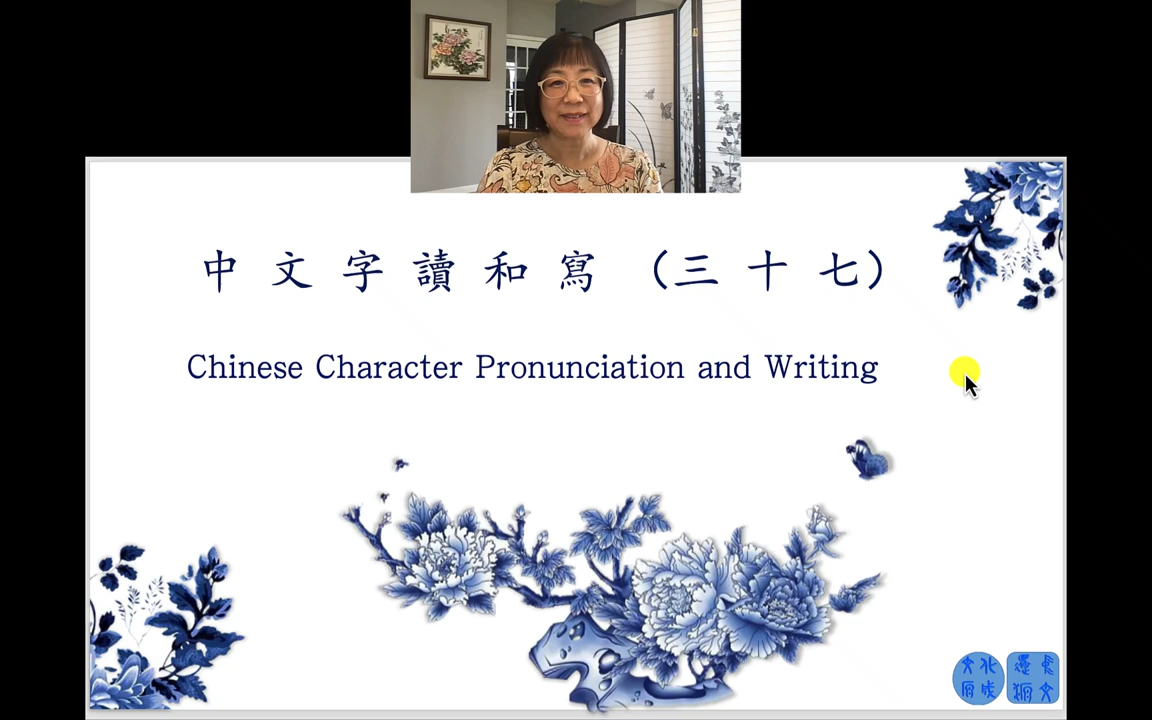 中文字讀和寫（三十七）
Chinese Character Pronunciation and Writing